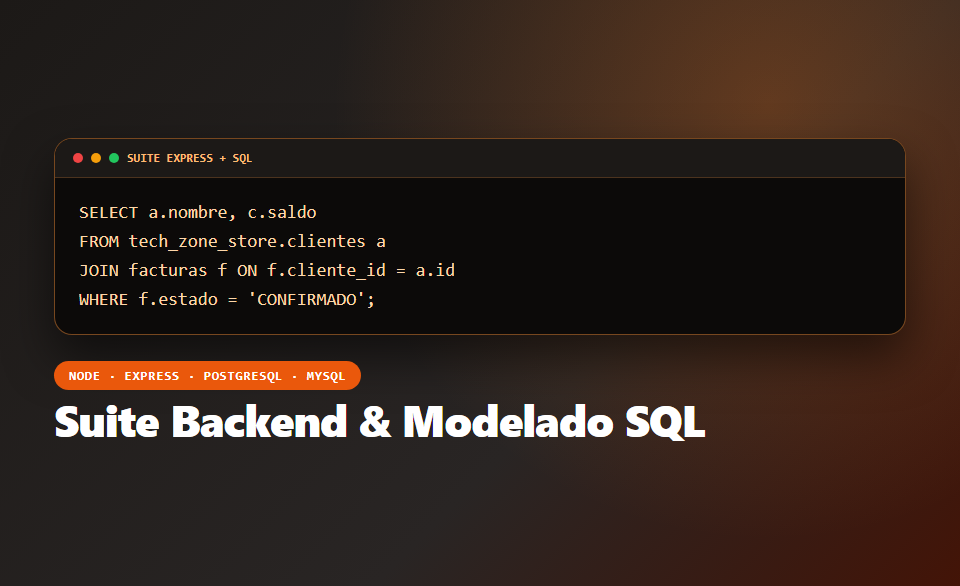 SUITE EXPRESS + SQL
SELECT a.nombre, c.saldo
FROM tech_zone_store.clientes a
JOIN facturas f ON f.cliente_id = a.id
WHERE f.estado = 'CONFIRMADO';
NODE · EXPRESS · POSTGRESQL · MYSQL
Suite Backend & Modelado SQL